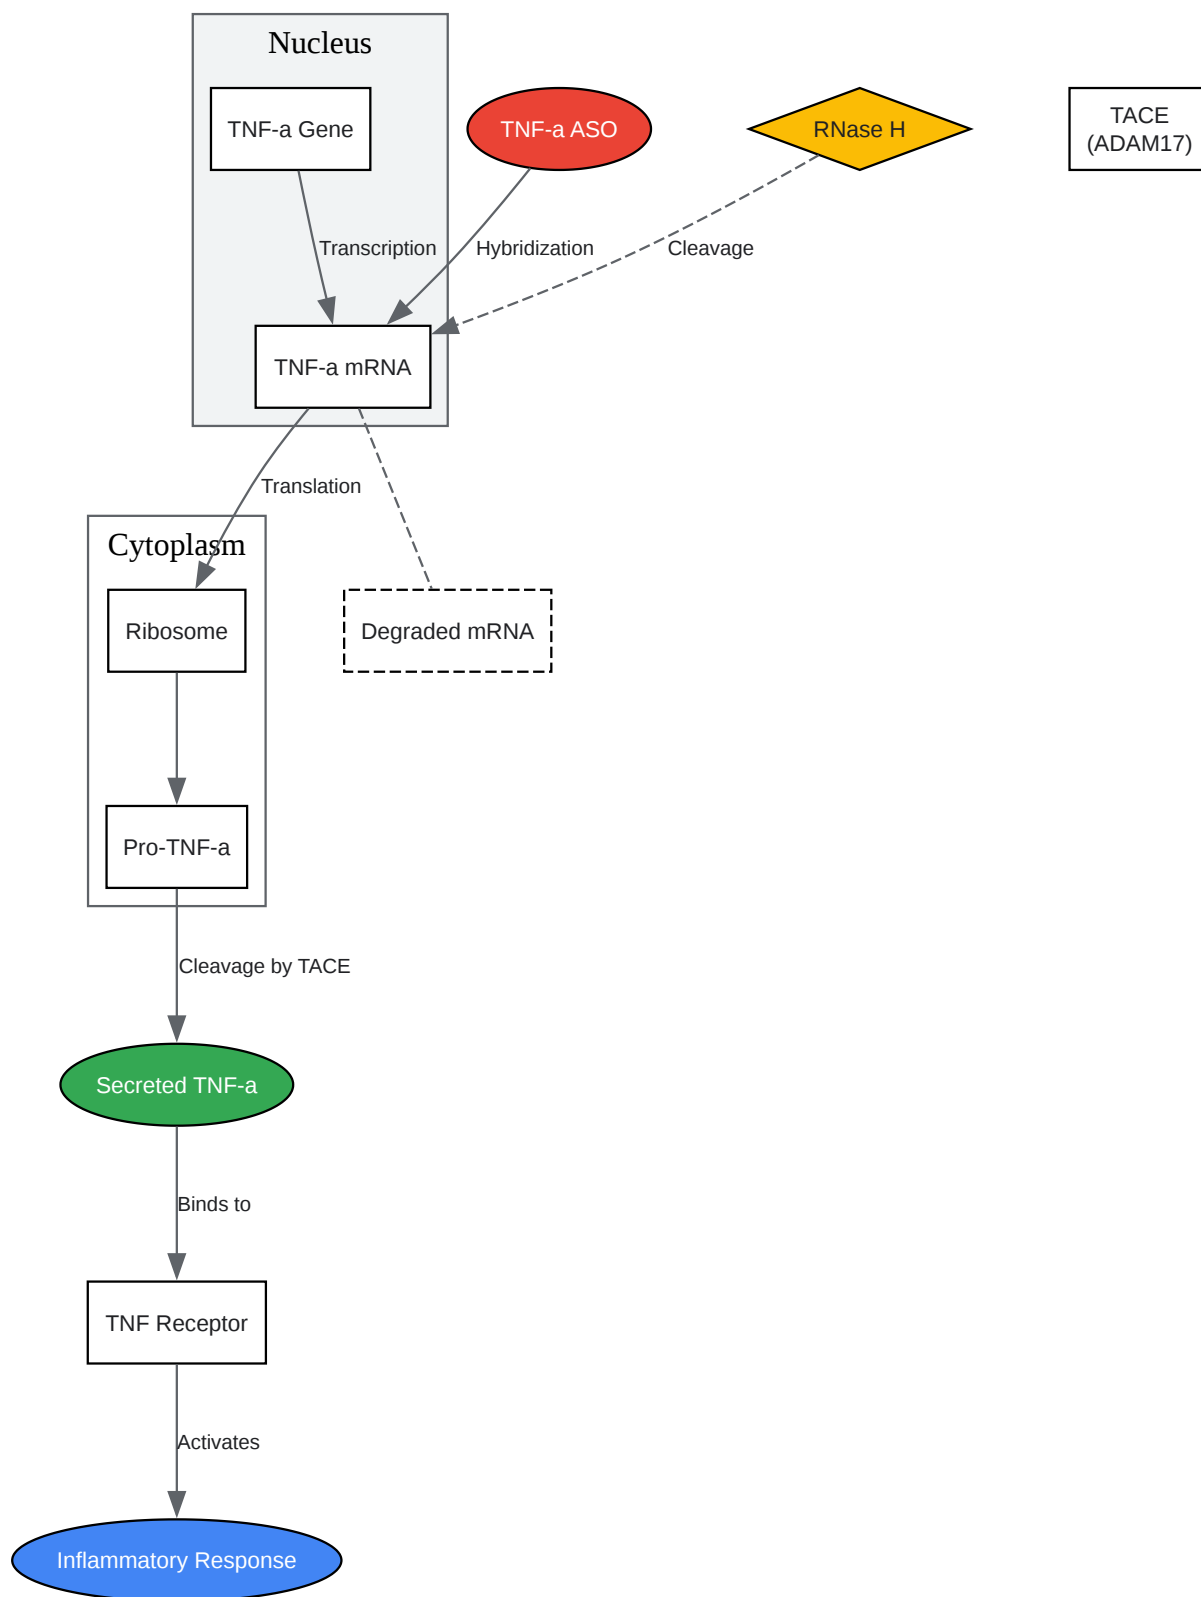 Nucleus
TNF-a Gene
TNF-a ASO
RNase H
TACE
(ADAM17)
Transcription
Hybridization
Cleavage
TNF-a mRNA
Translation
Cytoplasm
Ribosome
Degraded mRNA
Pro-TNF-a
Cleavage by TACE
Secreted TNF-a
Binds to
TNF Receptor
Activates
Inflammatory Response